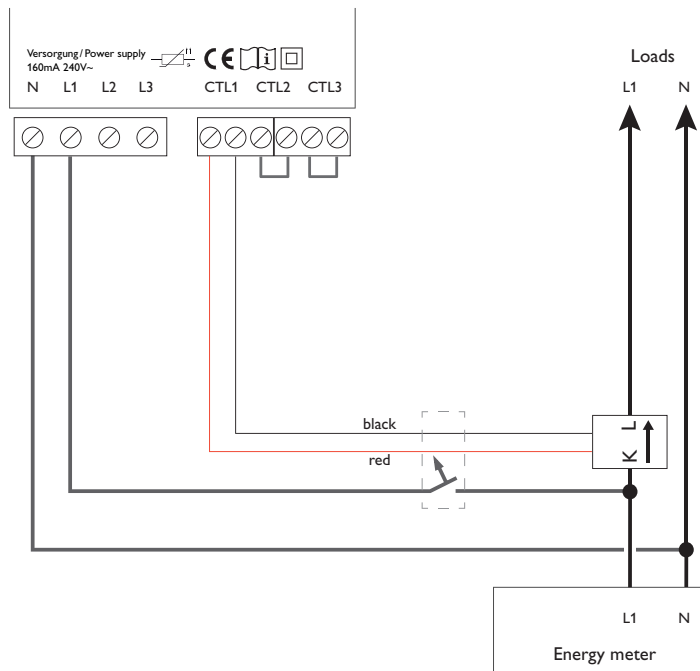 Versorgung/Power supply
160mA 240V~
N L1 L2 L3 CTL1 CTL2 CTL3
Loads
L1 N
black
red
K L
L1 N
Energy meter